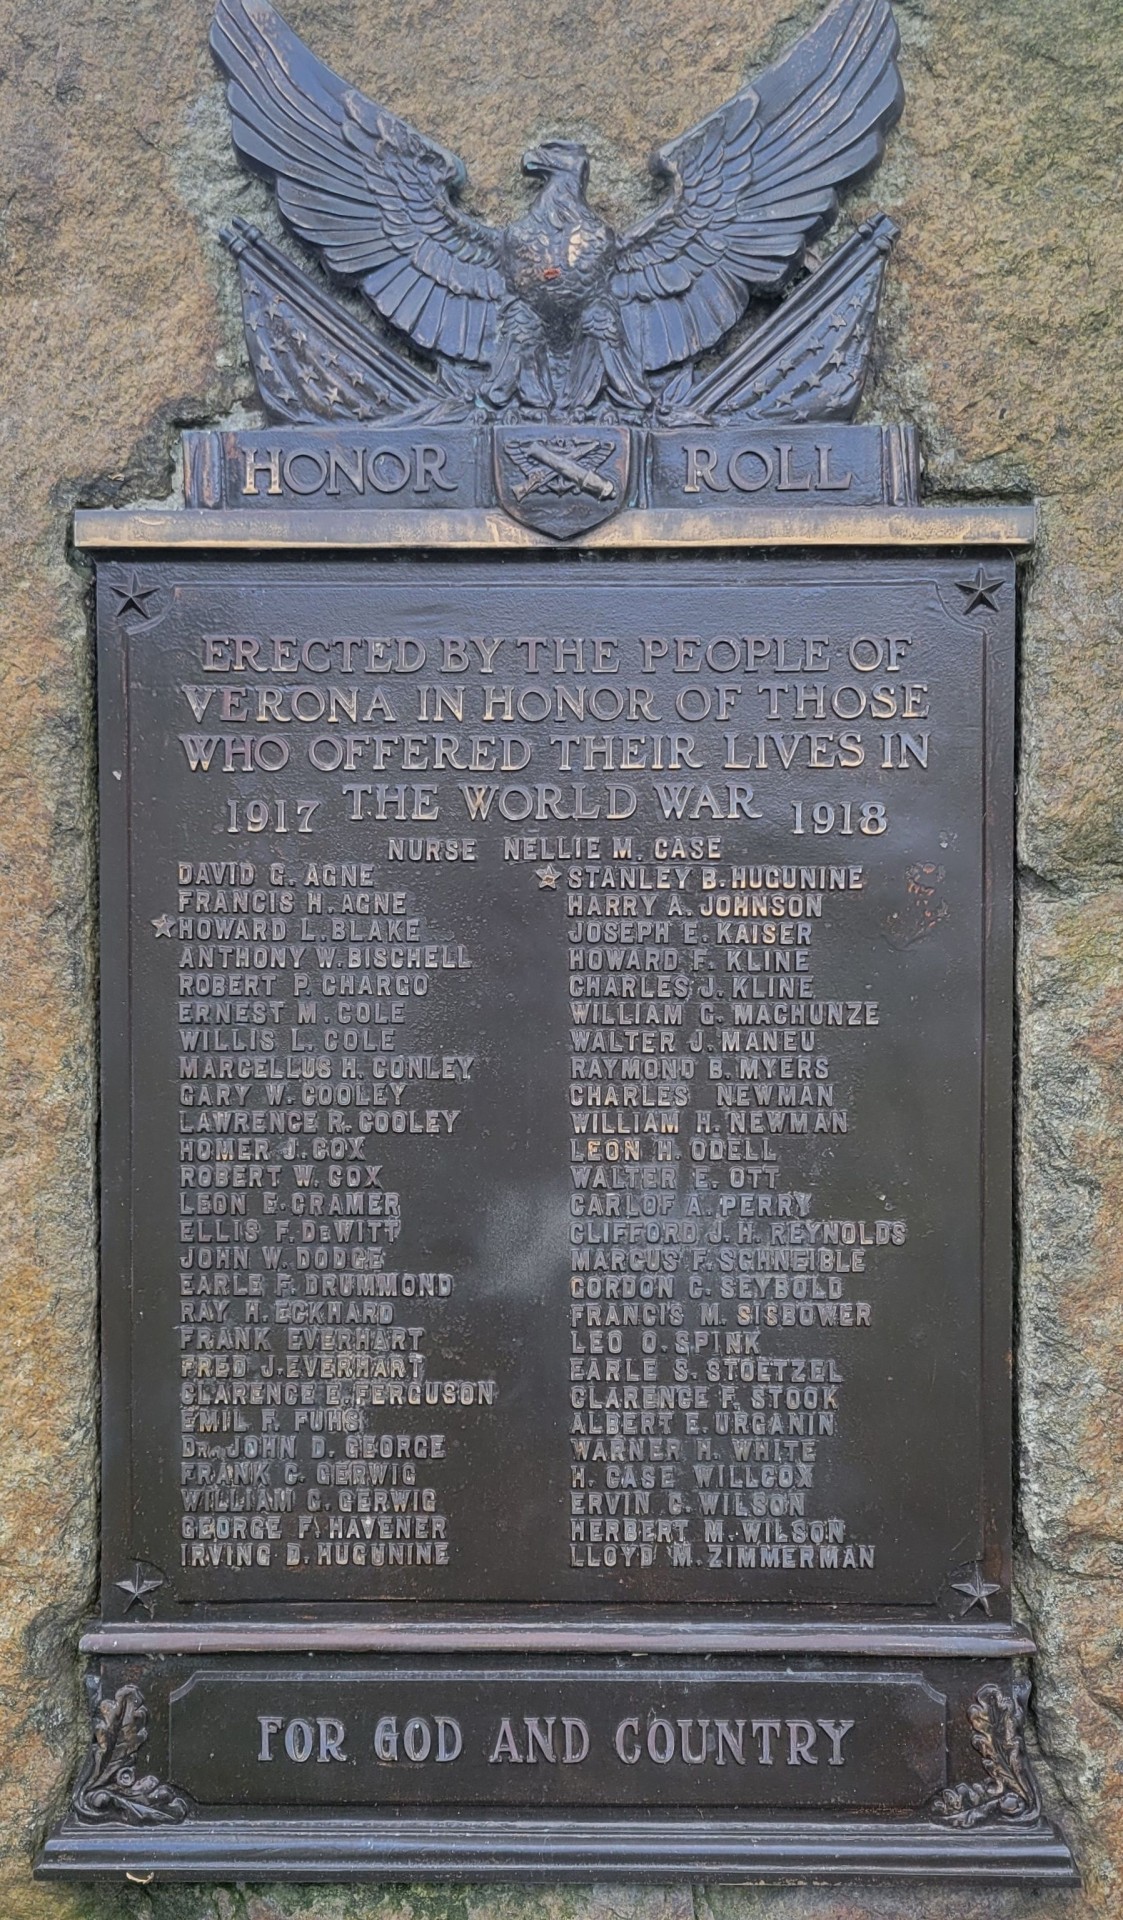 HONOR ROLL
ERECTED BY THE PEOPLE OF
VERONA IN HONOR OF THOSE
WHO OFFERED THEIR LIVES IN
1917 THE WORLD WAR 1918
NURSE NELLIE M. CASE
DAVID G. AGNE
FRANCIS H. AGNE
HOWARD L. BLAKE
ANTHONY W. BISCHELL
ROBERT P. CHARGO
ERNEST M. COLE
WILLIS L. COLE
MARCELLUS H. CONLEY
GARY W. COOLEY
LAWRENCE R. COOLEY
HOMER J. COX
ROBERT W. COX
LEON E. CRAMER
ELLIS F. DEWITT
JOHN W. DODGE
EARLE F. DRUMMOND
RAY H. ECKHARD
FRANK EVERHART
FRED J. EVERHART
CLARENCE E. FERGUSON
EMIL F. FUHS
DR. JOHN D. GEORGE
FRANK C. GERWIG
WILLIAM C. GERWIG
GEORGE F. HAVENER
IRVING D. HUGUNINE
STANLEY B. HUGUNINE
HARRY A. JOHNSON
JOSEPH E. KAISER
HOWARD F. KLINE
CHARLES J. KLINE
WILLIAM C. MACHUNZE
WALTER J. MANEU
RAYMOND B. MYERS
CHARLES NEWMAN
WILLIAM H. NEWMAN
LEON H. ODELL
WALTER E. OTT
CARLOF A. PERRY
CLIFFORD J. H. REYNOLDS
MARCUS F. SCHNEIBLE
GORDON C. SEYBOLD
FRANCIS M. SISBOWER
LEO O. SPINK
EARLE S. STOETZEL
CLARENCE F. STOOK
ALBERT E. URGANIN
WARNER H. WHITE
H. CASE WILLCOX
ERVIN C. WILSON
HERBERT M. WILSON
LLOYD M. ZIMMERMAN
FOR GOD AND COUNTRY